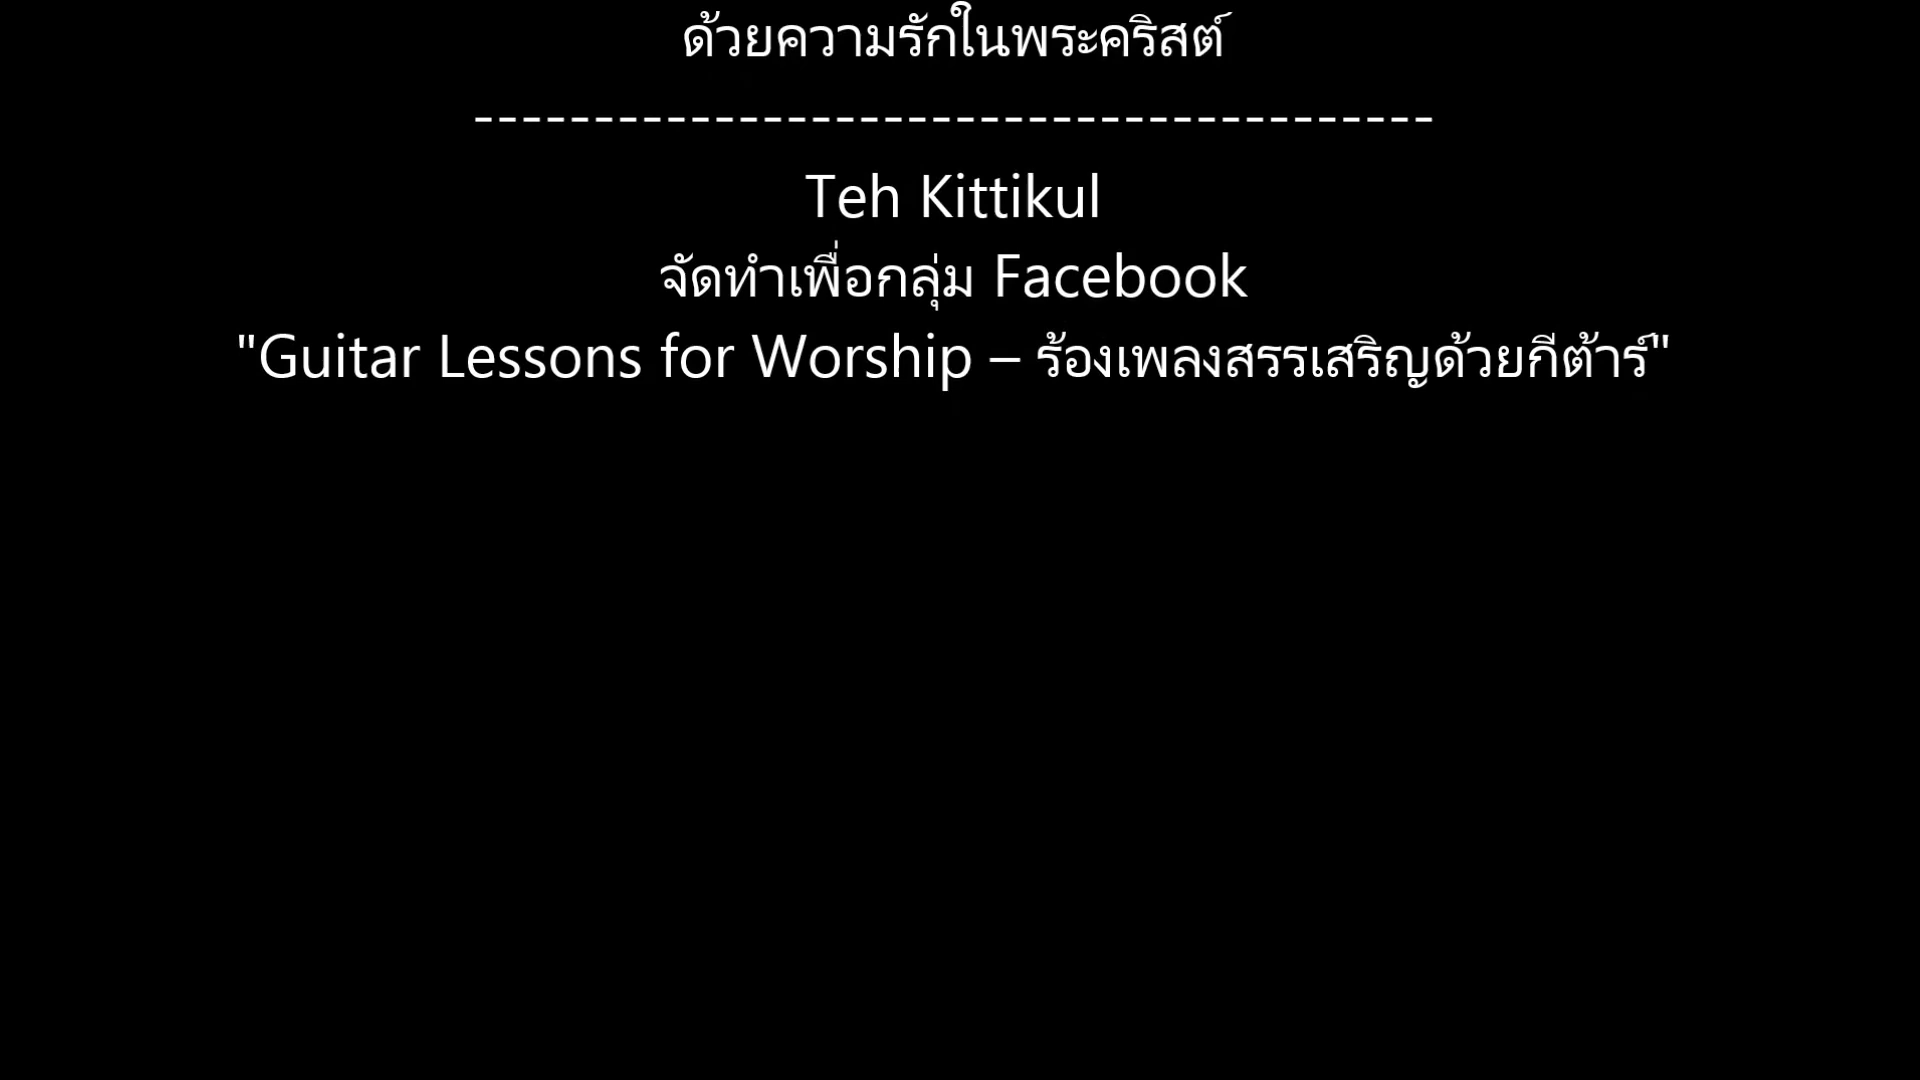 ด้วยความรักในพระคริสต์
----------------------------------------
Teh Kittikul
จัดทำเพื่อกลุ่ม Facebook
"Guitar Lessons for Worship – ร้องเพลงสรรเสริญด้วยกีต้าร์"